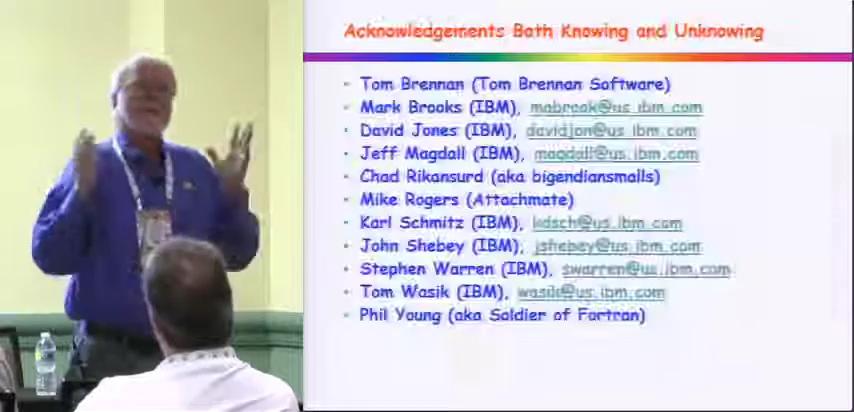 Acknowledgements Both Knowing and Unknowing
• Tom Brennan (Tom Brennan Software)
• Mark Brooks (IBM), mabrook@us.ibm.com
• David Jones (IBM), davidjon@us.ibm.com
• Jeff Magdall (IBM), magdall@us.ibm.com
• Chad Rikansurd (aka bigendiansmalls)
• Mike Rogers (Attachmate)
• Karl Schmitz (IBM), kdsch@us.ibm.com
• John Shebey (IBM), jshebey@us.ibm.com
• Stephen Warren (IBM), swarren@us.ibm.com
• Tom Wasik (IBM), wasik@us.ibm.com
• Phil Young (aka Soldier of Fortran)